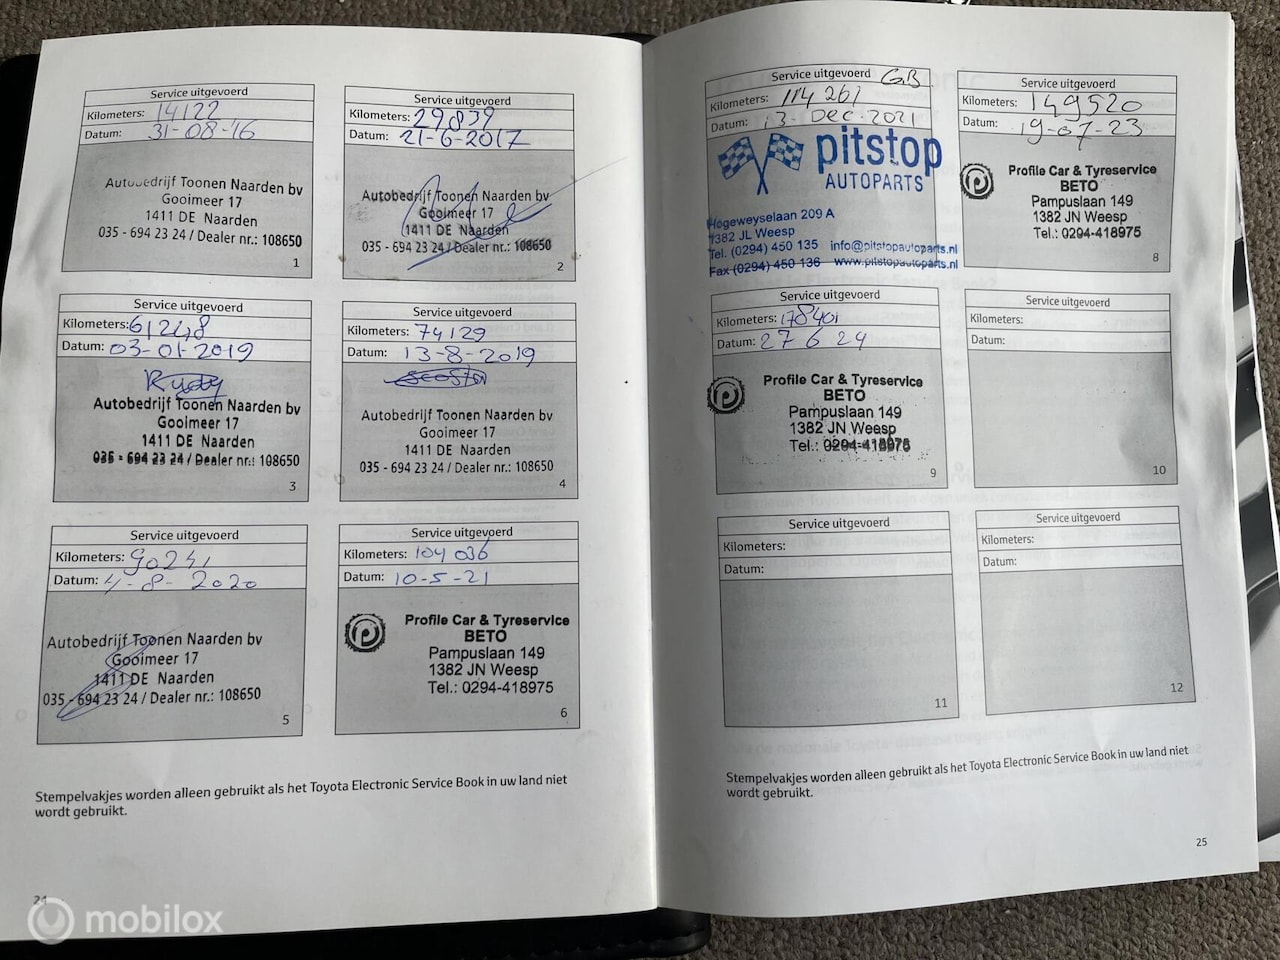 Service uitgevoerd
Kilometers: 14122
Datum: 31-08-16
Autobedrijf Toonen Naarden bv
Gooimeer 17
1411 DE Naarden
035 - 694 23 24 / Dealer nr.: 108650
1
Service uitgevoerd
Kilometers: 29839
Datum: 21-6-2017
Autobedrijf Toonen Naarden bv
Gooimeer 17
1411 DE Naarden
035 - 694 23 24 / Dealer nr.: 108650
2
Service uitgevoerd
Kilometers: 61248
Datum: 03-01-2019
Rudy
Autobedrijf Toonen Naarden bv
Gooimeer 17
1411 DE Naarden
035 - 694 23 24 / Dealer nr.: 108650
3
Service uitgevoerd
Kilometers: 74129
Datum: 13-8-2019
Autobedrijf Toonen Naarden bv
Gooimeer 17
1411 DE Naarden
035 - 694 23 24 / Dealer nr.: 108650
4
Service uitgevoerd
Kilometers: 90241
Datum: 4-8-2020
Autobedrijf Toonen Naarden bv
Gooimeer 17
1411 DE Naarden
035 - 694 23 24 / Dealer nr.: 108650
5
Service uitgevoerd
Kilometers: 104 036
Datum: 10-5-21
Profile Car & Tyreservice
BETO
Pampuslaan 149
1382 JN Weesp
Tel.: 0294-418975
6
Stempelvakjes worden alleen gebruikt als het Toyota Electronic Service Book in uw land niet
wordt gebruikt.
Service uitgevoerd GB
Kilometers: 114 261
Datum: 13-Dec-2021
pitstop
AUTOPARTS
Hogeweyselaan 209 A
1382 JL Weesp
Tel. (0294) 450 135 info@pitstopautoparts.nl
Fax (0294) 450 136 www.pitstopautoparts.nl
Service uitgevoerd
Kilometers: 149520
Datum: 19-07-23
Profile Car & Tyreservice
BETO
Pampuslaan 149
1382 JN Weesp
Tel.: 0294-418975
8
Service uitgevoerd
Kilometers: 178401
Datum: 27 6 24
Profile Car & Tyreservice
BETO
Pampuslaan 149
1382 JN Weesp
Tel.: 0294-418975
9
Service uitgevoerd
Kilometers:
Datum:
10
Service uitgevoerd
Kilometers:
Datum:
11
Service uitgevoerd
Kilometers:
Datum:
12
Stempelvakjes worden alleen gebruikt als het Toyota Electronic Service Book in uw land niet
wordt gebruikt.
25
mobilox